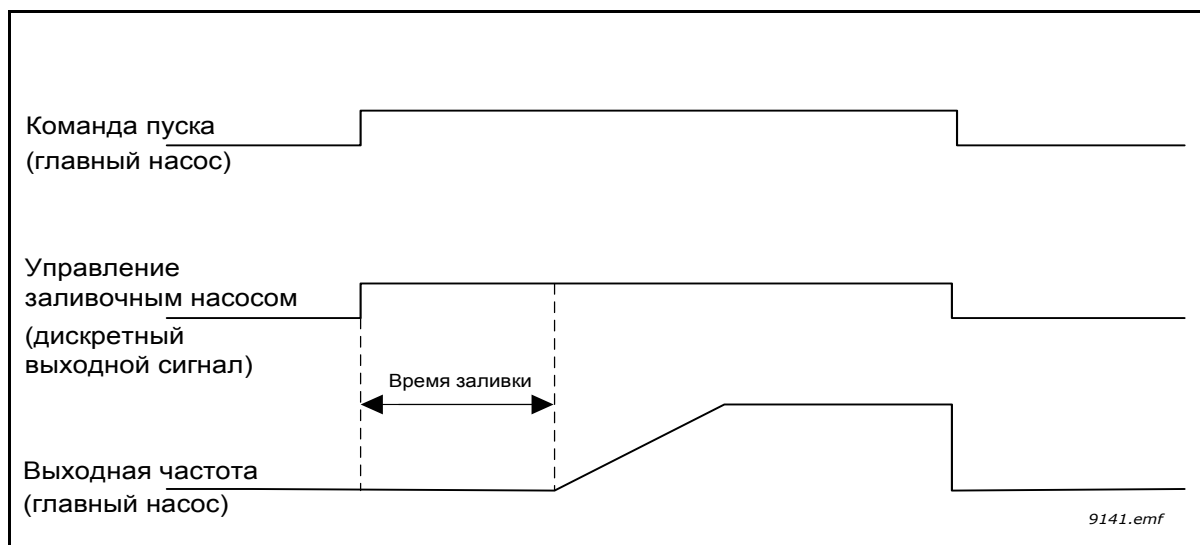 Команда пуска
(главный насос)
Управление
заливочным насосом
(дискретный
выходной сигнал)
Время заливки
Выходная частота
(главный насос)
9141.emf